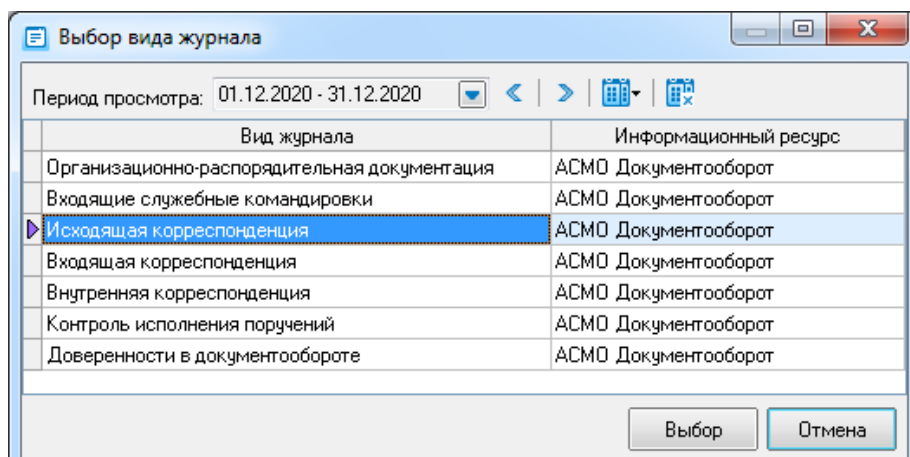 Выбор вида журнала
Период просмотра: 01.12.2020 - 31.12.2020
Вид журнала Информационный ресурс
Организационно-распорядительная документация АСМО Документооборот
Входящие служебные командировки АСМО Документооборот
Исходящая корреспонденция АСМО Документооборот
Входящая корреспонденция АСМО Документооборот
Внутренняя корреспонденция АСМО Документооборот
Контроль исполнения поручений АСМО Документооборот
Доверенности в документообороте АСМО Документооборот
Выбор Отмена